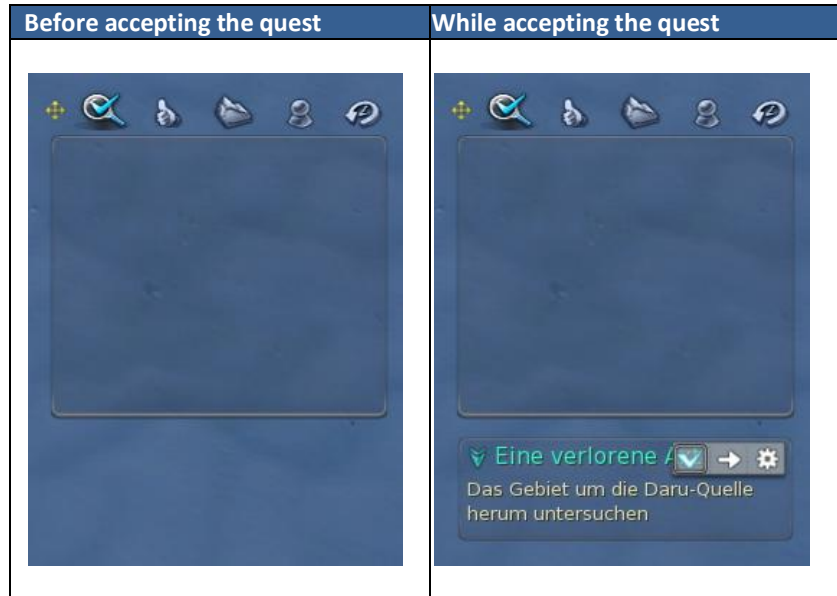 Before accepting the quest
While accepting the quest
Eine verlorene
Das Gebiet um die Daru-Quelle
herum untersuchen